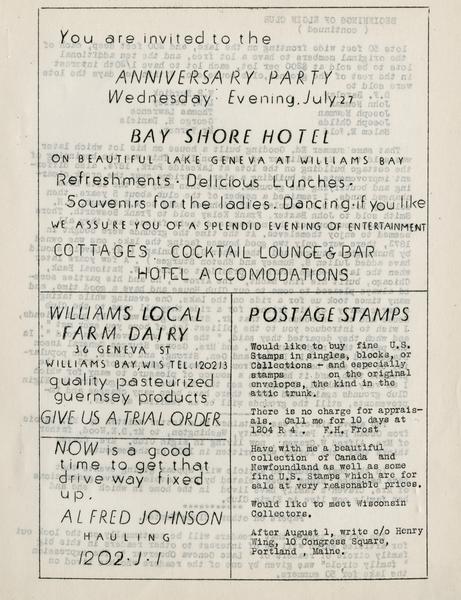 You are invited to the
ANNIVERSARY PARTY
Wednesday Evening, July 27
BAY SHORE HOTEL
ON BEAUTIFUL LAKE GENEVA AT WILLIAMS BAY
Refreshments · Delicious Lunches ·
Souvenirs for the ladies. Dancing, if you like
WE ASSURE YOU OF A SPLENDID EVENING OF ENTERTAINMENT
COTTAGES COCKTAIL LOUNGE & BAR
HOTEL ACCOMODATIONS
WILLIAMS LOCAL
FARM DAIRY
36 GENEVA ST
WILLIAMS BAY, WIS TEL. 120213
quality pasteurized
guernsey products
GIVE US A TRIAL ORDER
NOW is a good
time to get that
drive way fixed
up.
ALFRED JOHNSON
HAULING
1202·J·1
POSTAGE STAMPS
Would like to buy fine U.S.
Stamps in singles, blocks, or
Collections - and especially
stamps on the original
envelopes, the kind in the
attic trunk.
There is no charge for apprais-
als. Call me for 10 days at
1204 R 4 . F.H. Frost
Have with me a beautiful
collection of Canada and
Newfoundland as well as some
fine U.S. Stamps which are for
sale at very reasonable prices.
Would like to meet Wisconsin
Collectors.
After August 1, write c/o Henry
Wing, 10 Congress Square,
Portland , Maine.